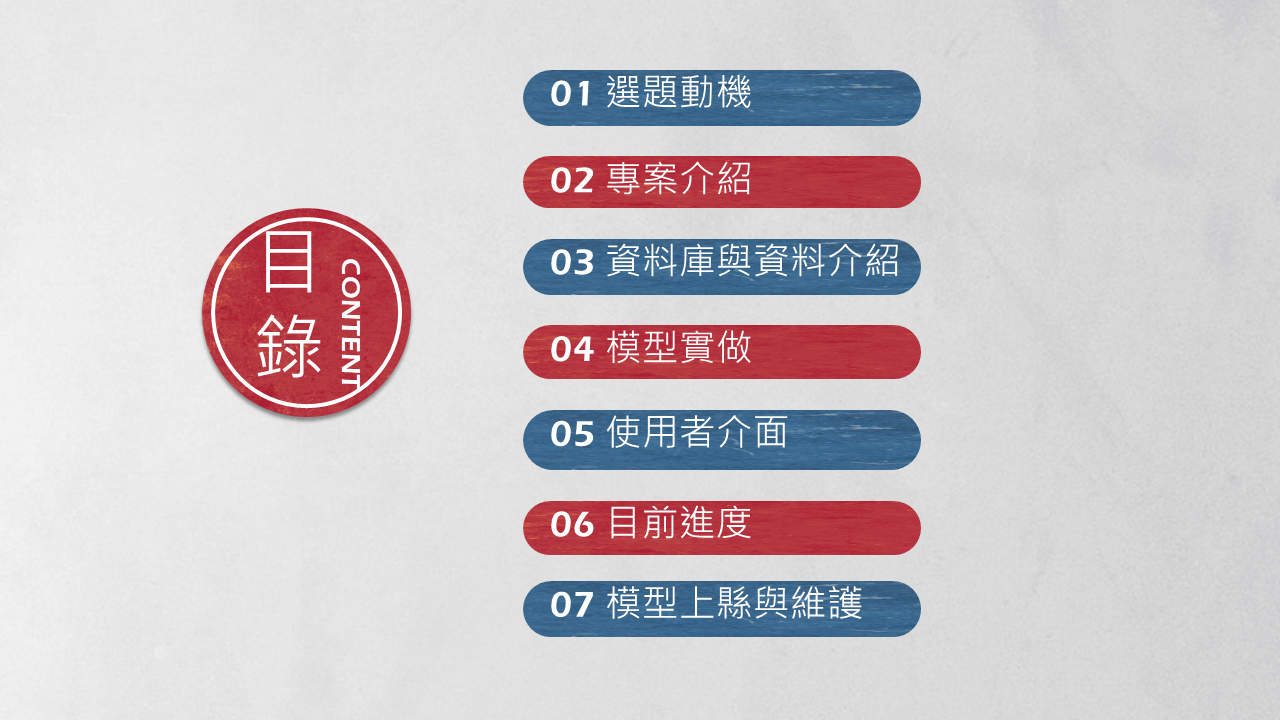 目
錄
CONTENT
01 選題動機
02 專案介紹
03 資料庫與資料介紹
04 模型實做
05 使用者介面
06 目前進度
07 模型上縣與維護